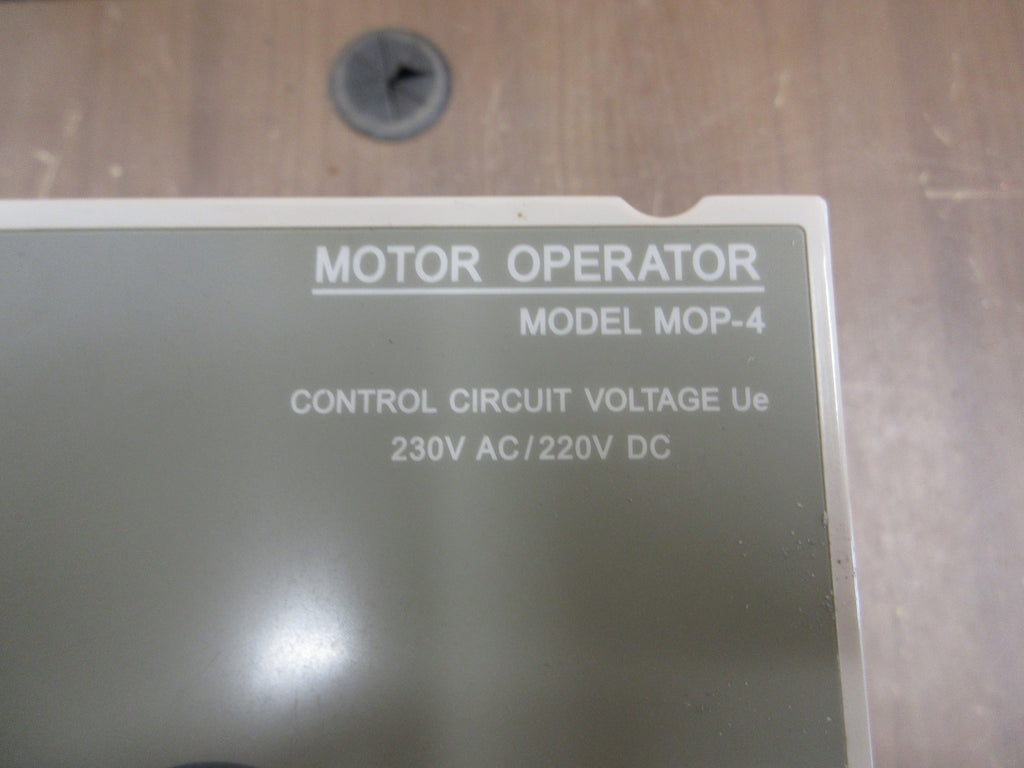 MOTOR OPERATOR
MODEL MOP-4
CONTROL CIRCUIT VOLTAGE Ue
230V AC/220V DC